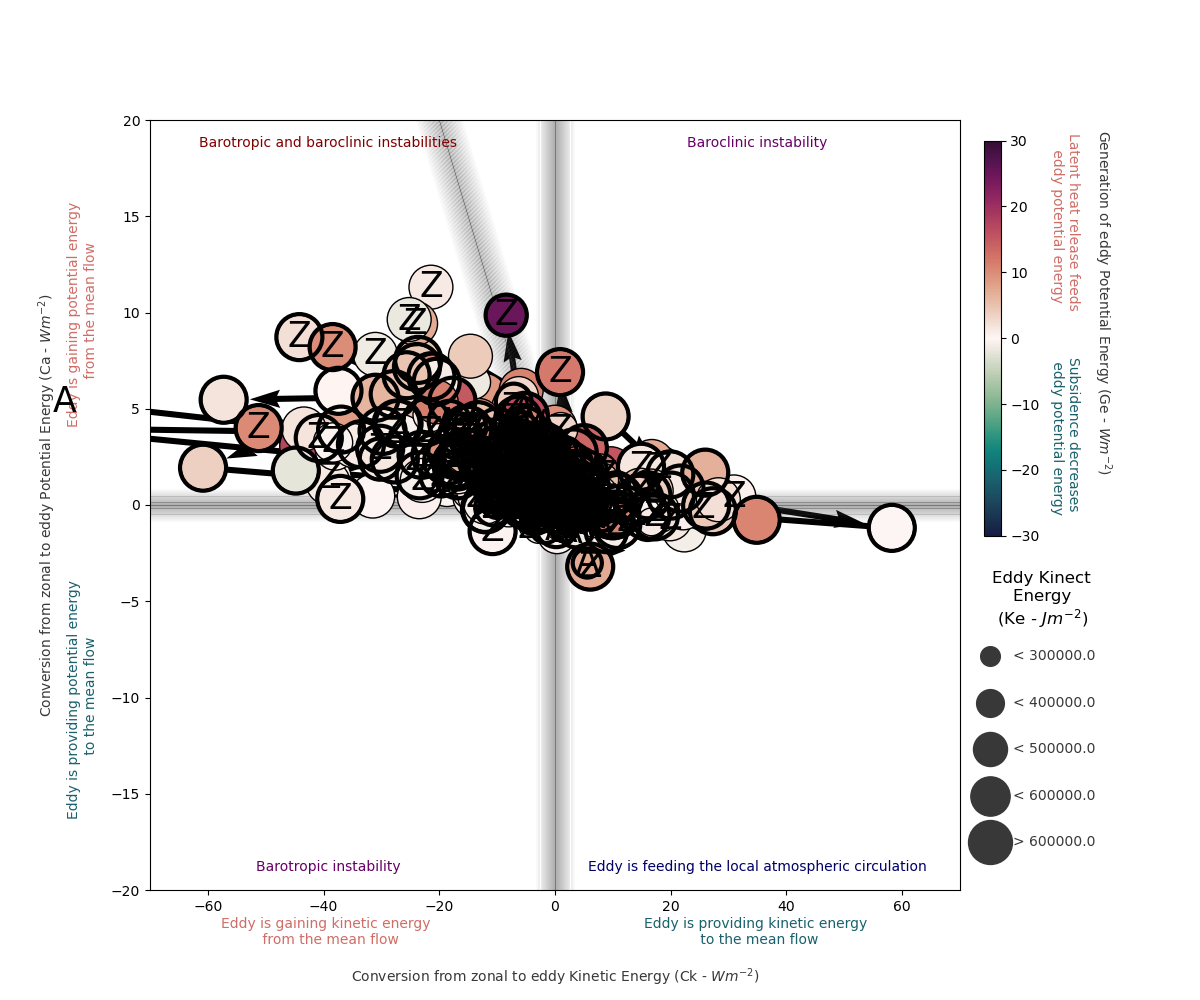 Barotropic and baroclinic instabilities
Baroclinic instability
Barotropic instability
Eddy is feeding the local atmospheric circulation
20
15
10
5
0
−5
−10
−15
−20
−60
−40
−20
0
20
40
60
Eddy is gaining kinetic energy
from the mean flow
Eddy is providing kinetic energy
to the mean flow
Conversion from zonal to eddy Kinetic Energy (Ck - Wm⁻²)
Conversion from zonal to eddy Potential Energy (Ca - Wm⁻²)
Eddy is gaining potential energy
from the mean flow
Eddy is providing potential energy
to the mean flow
A
Z
Z
Z
Z
Z
Z
Z
Z
Z
Z
30
20
10
0
−10
−20
−30
Latent heat release feeds
eddy potential energy
Subsidence decreases
eddy potential energy
Generation of eddy Potential Energy (Ge - Wm⁻²)
Eddy Kinect
Energy
(Ke - Jm⁻²)
< 300000.0
< 400000.0
< 500000.0
< 600000.0
> 600000.0